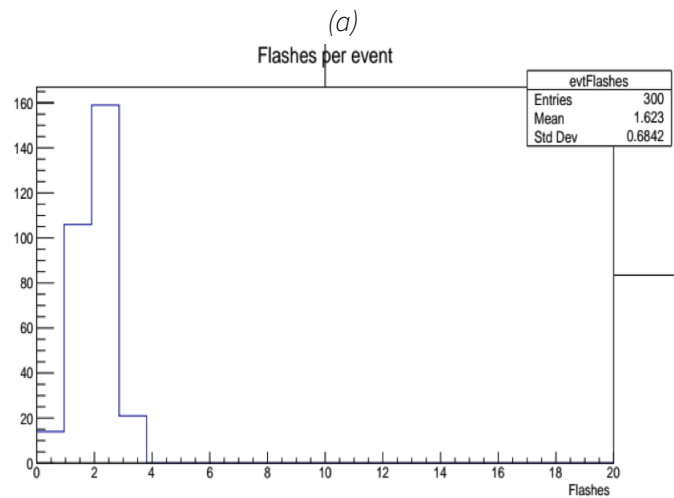 (a)
Flashes per event
evtFlashes
Entries 300
Mean 1.623
Std Dev 0.6842
160
140
120
100
80
60
40
20
0
0 2 4 6 8 10 12 14 16 18 20
Flashes